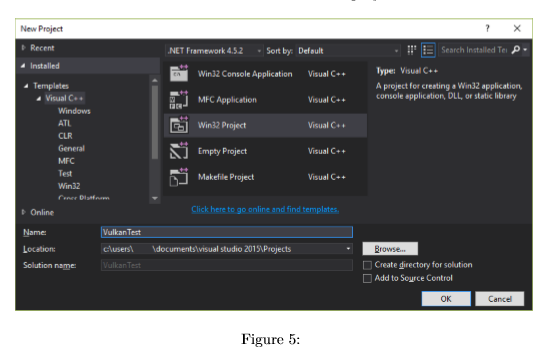 New Project
? ×
Recent
.NET Framework 4.5.2 Sort by: Default
Search Installed Te
Installed
Templates
Visual C++
Windows
ATL
CLR
General
MFC
Test
Win32
Cross Platform
Online
Win32 Console Application Visual C++
MFC Application Visual C++
Win32 Project Visual C++
Empty Project Visual C++
Makefile Project Visual C++
Click here to go online and find templates.
Type: Visual C++
A project for creating a Win32 application,
console application, DLL, or static library
Name: VulkanTest
Location: c:\users\ \documents\visual studio 2015\Projects
Browse...
Solution name: VulkanTest
Create directory for solution
Add to Source Control
OK Cancel
Figure 5: